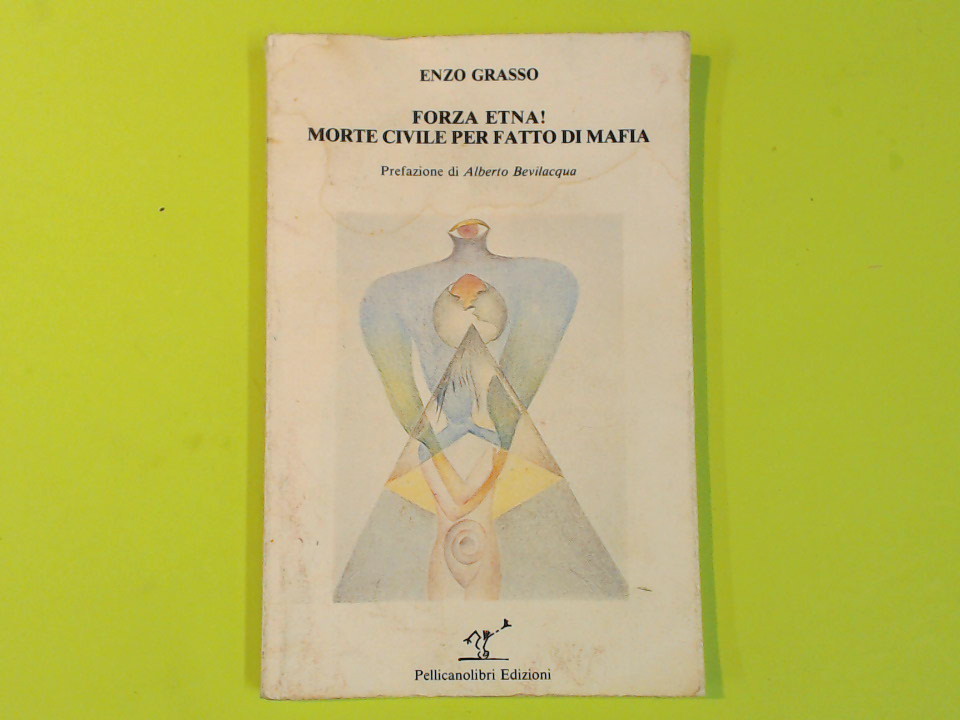 ENZO GRASSO
FORZA ETNA!
MORTE CIVILE PER FATTO DI MAFIA
Prefazione di Alberto Bevilacqua
Pellicanolibri Edizioni